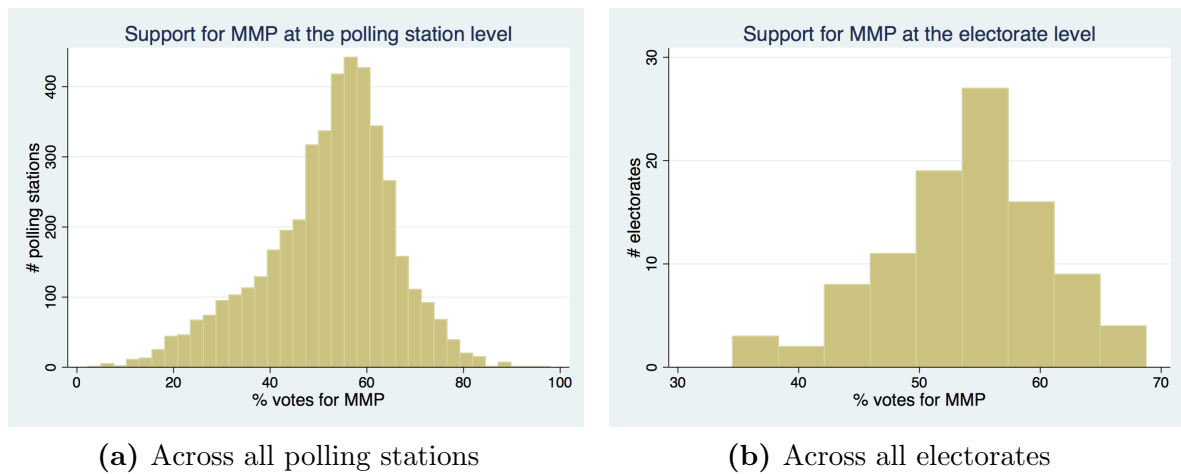 Support for MMP at the polling station level
# polling stations
400
300
200
100
0
0 20 40 60 80 100
% votes for MMP
(a) Across all polling stations
Support for MMP at the electorate level
# electorates
30
20
10
0
30 40 50 60 70
% votes for MMP
(b) Across all electorates